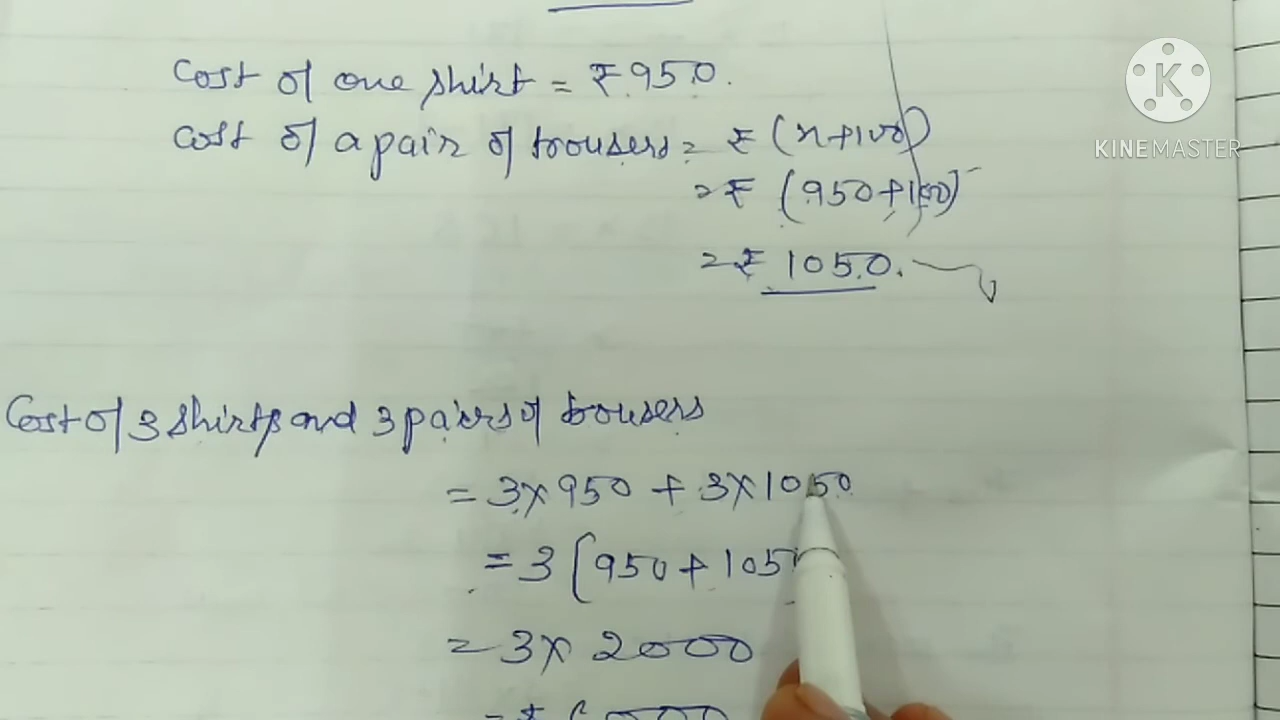 Cost of one shirt = ₹ 950.
KINEMASTER
Cost of a pair of trousers = ₹ (x+100)
= ₹ (950+100)
= ₹ 1050.
Cost of 3 shirts and 3 pairs of trousers
= 3×950 + 3×1050
= 3 [950 + 105
= 3× 2000